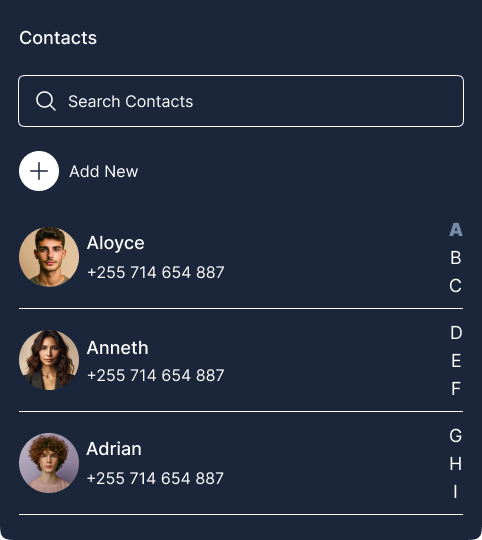 Contacts
Search Contacts
Add New
A
Aloyce
B
+255 714 654 887
C
D
Anneth
E
+255 714 654 887
F
G
Adrian
H
+255 714 654 887
I